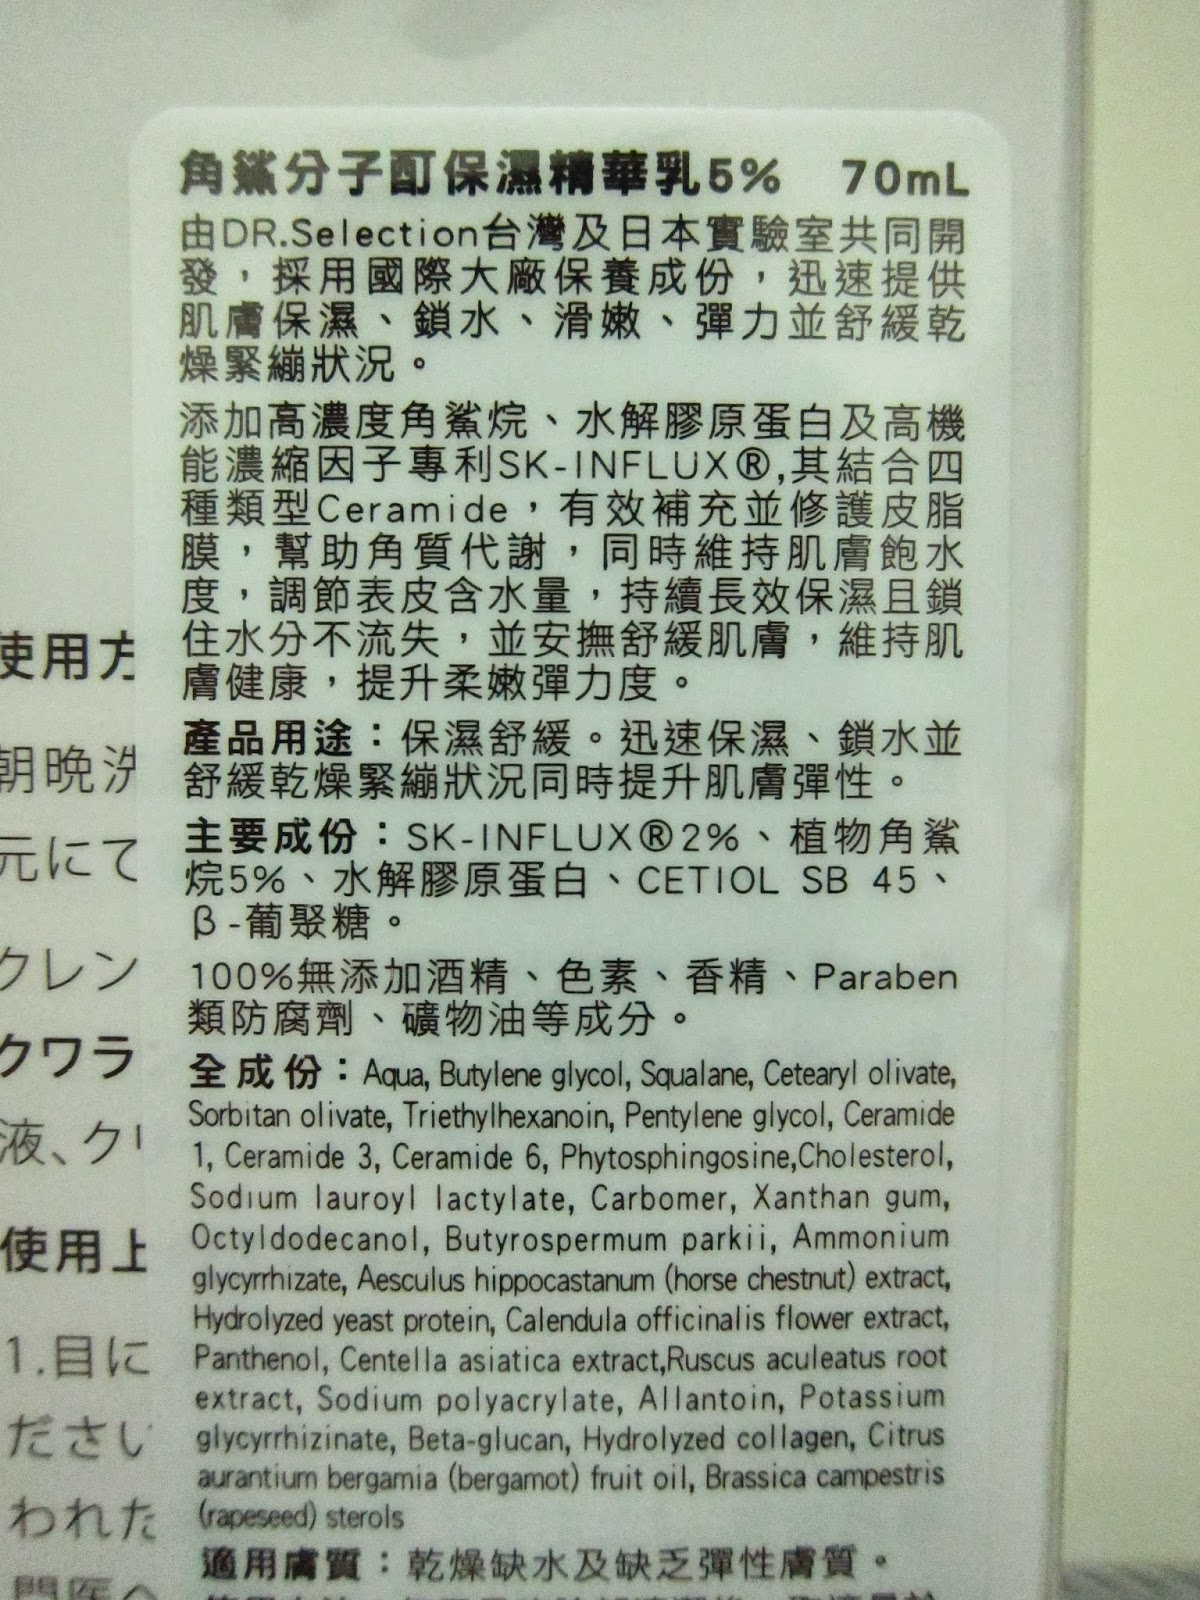 角鯊分子酊保濕精華乳5% 70mL
由DR.Selection台灣及日本實驗室共同開
發，採用國際大廠保養成份，迅速提供
肌膚保濕、鎖水、滑嫩、彈力並舒緩乾
燥緊繃狀況。
添加高濃度角鯊烷、水解膠原蛋白及高機
能濃縮因子專利SK-INFLUX®,其結合四
種類型Ceramide，有效補充並修護皮脂
膜，幫助角質代謝，同時維持肌膚飽水
度，調節表皮含水量，持續長效保濕且鎖
住水分不流失，並安撫舒緩肌膚，維持肌
膚健康，提升柔嫩彈力度。
產品用途：保濕舒緩。迅速保濕、鎖水並
舒緩乾燥緊繃狀況同時提升肌膚彈性。
主要成份：SK-INFLUX®2%、植物角鯊
烷5%、水解膠原蛋白、CETIOL SB 45、
β-葡聚糖。
100%無添加酒精、色素、香精、Paraben
類防腐劑、礦物油等成分。
全成份：Aqua, Butylene glycol, Squalane, Cetearyl olivate,
Sorbitan olivate, Triethylhexanoin, Pentylene glycol, Ceramide
1, Ceramide 3, Ceramide 6, Phytosphingosine,Cholesterol,
Sodium lauroyl lactylate, Carbomer, Xanthan gum,
Octyldodecanol, Butyrospermum parkii, Ammonium
glycyrrhizate, Aesculus hippocastanum (horse chestnut) extract,
Hydrolyzed yeast protein, Calendula officinalis flower extract,
Panthenol, Centella asiatica extract,Ruscus aculeatus root
extract, Sodium polyacrylate, Allantoin, Potassium
glycyrrhizinate, Beta-glucan, Hydrolyzed collagen, Citrus
aurantium bergamia (bergamot) fruit oil, Brassica campestris
(rapeseed) sterols
適用膚質：乾燥缺水及缺乏彈性膚質。
使用方
朝晩洗
元にて
クレン
クワラ
液、ク
使用上
1.目に
ださい
われた